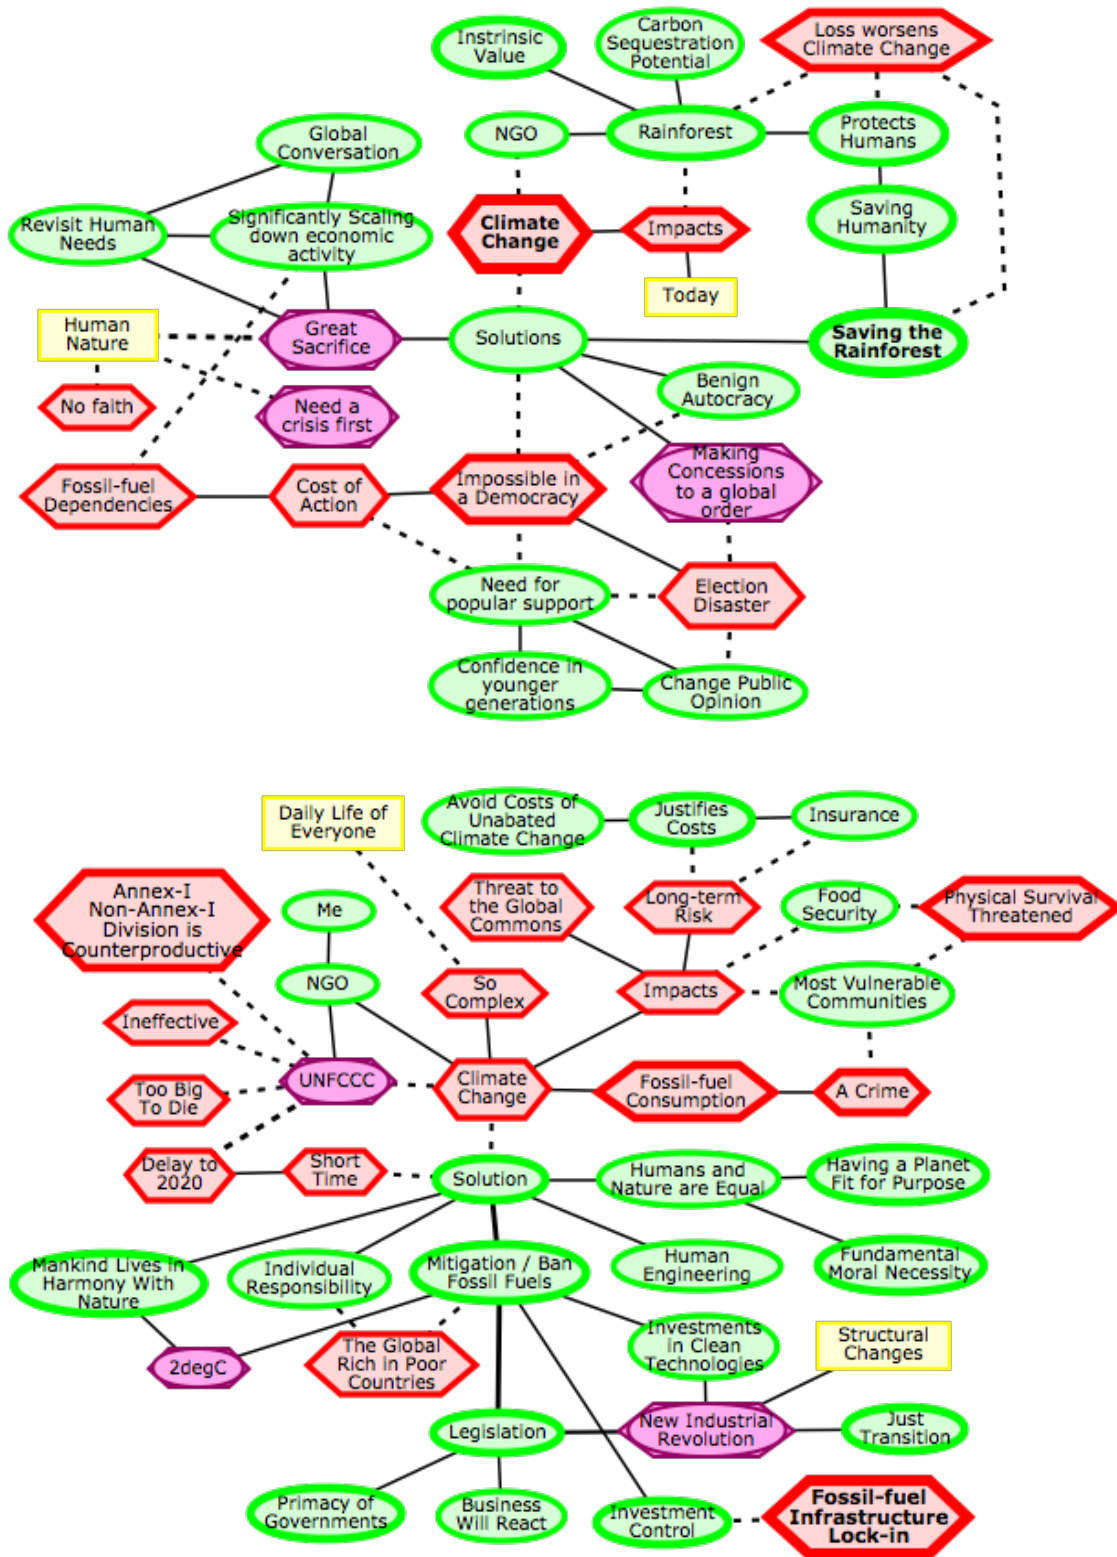 Instrinsic
Value
Carbon
Sequestration
Potential
Loss worsens
Climate Change
Global
Conversation
NGO
Rainforest
Protects
Humans
Revisit Human
Needs
Significantly Scaling
down economic
activity
Climate
Change
Impacts
Saving
Humanity
Today
Human
Nature
Great
Sacrifice
Solutions
Saving the
Rainforest
No faith
Need a
crisis first
Benign
Autocracy
Making
Concessions
to a global
order
Fossil-fuel
Dependencies
Cost of
Action
Impossible in
a Democracy
Need for
popular support
Election
Disaster
Confidence in
younger
generations
Change Public
Opinion
Daily Life of
Everyone
Avoid Costs of
Unabated
Climate Change
Justifies
Costs
Insurance
Annex-I
Non-Annex-I
Division is
Counterproductive
Me
Threat to
the Global
Commons
Long-term
Risk
Food
Security
Physical Survival
Threatened
NGO
So
Complex
Impacts
Most Vulnerable
Communities
Ineffective
UNFCCC
Climate
Change
Fossil-fuel
Consumption
A Crime
Too Big
To Die
Delay to
2020
Short
Time
Solution
Humans and
Nature are Equal
Having a Planet
Fit for Purpose
Mankind Lives in
Harmony With
Nature
Individual
Responsibility
Mitigation / Ban
Fossil Fuels
Human
Engineering
Fundamental
Moral Necessity
2degC
The Global
Rich in Poor
Countries
Investments
in Clean
Technologies
Structural
Changes
Legislation
New Industrial
Revolution
Just
Transition
Primacy of
Governments
Business
Will React
Investment
Control
Fossil-fuel
Infrastructure
Lock-in